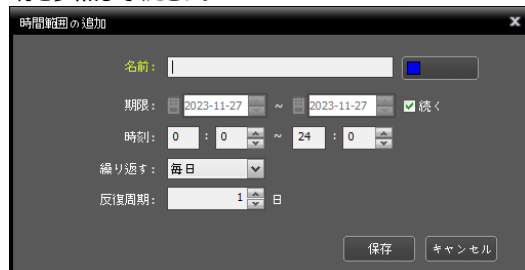 時間範囲の追加 x
名前:
期限: 2023-11-27 ~ 2023-11-27 続く
時刻: 0 : 0 ~ 24 : 0
繰り返す: 毎日
反復周期: 1 日
保存 キャンセル